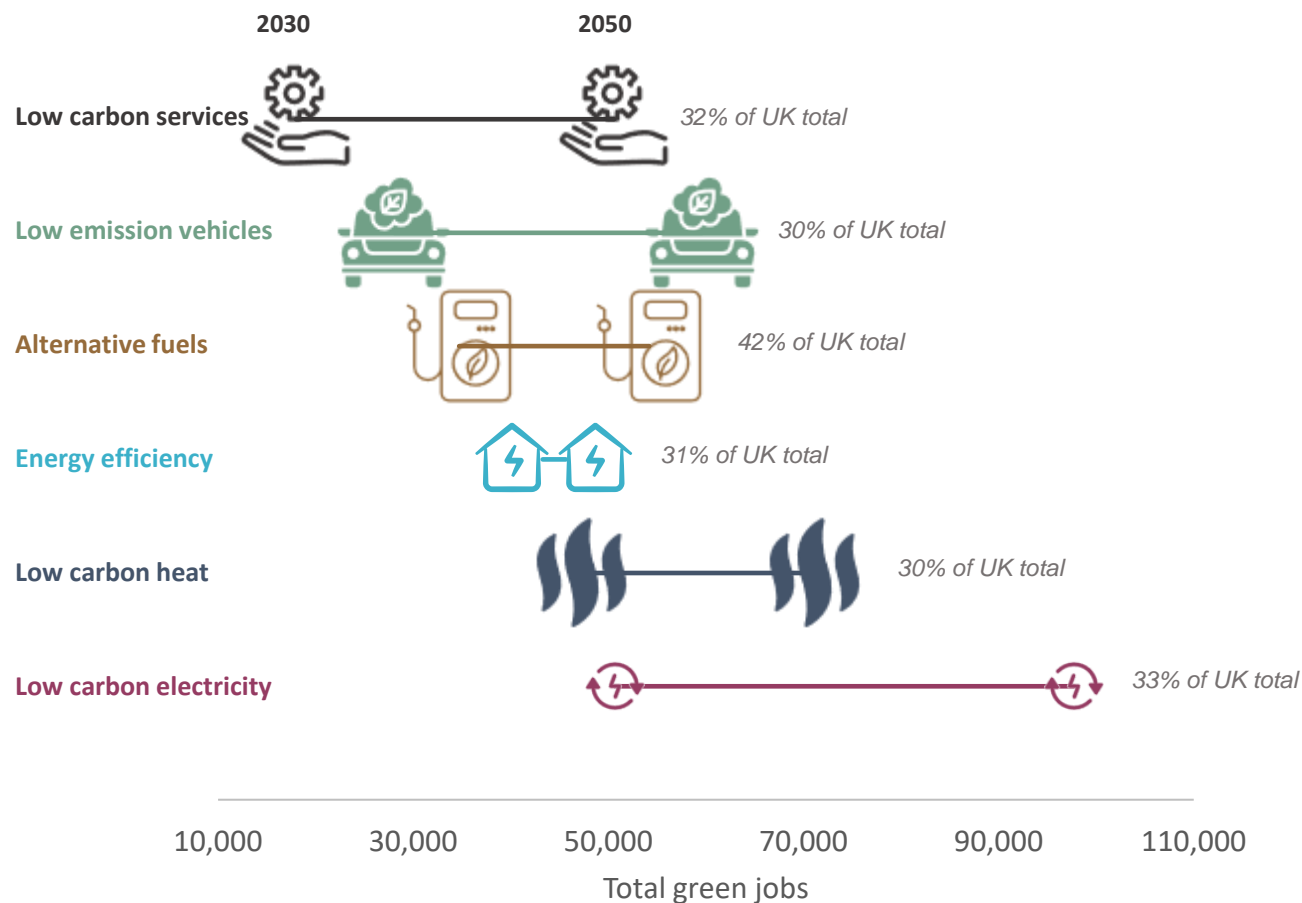 2030 2050
Low carbon services 32% of UK total
Low emission vehicles 30% of UK total
Alternative fuels 42% of UK total
Energy efficiency 31% of UK total
Low carbon heat 30% of UK total
Low carbon electricity 33% of UK total
10,000 30,000 50,000 70,000 90,000 110,000
Total green jobs